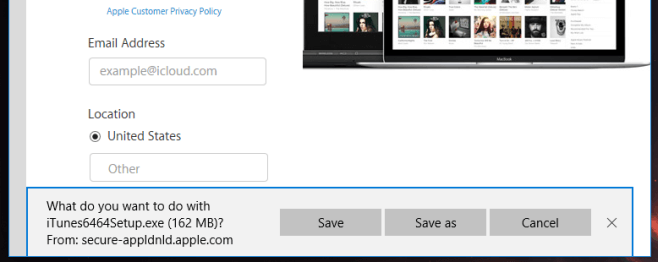 Apple Customer Privacy Policy
Email Address
example@icloud.com
Location
United States
Other
MacBook
What do you want to do with
iTunes6464Setup.exe (162 MB)?
From: secure-appldnld.apple.com
Save
Save as
Cancel